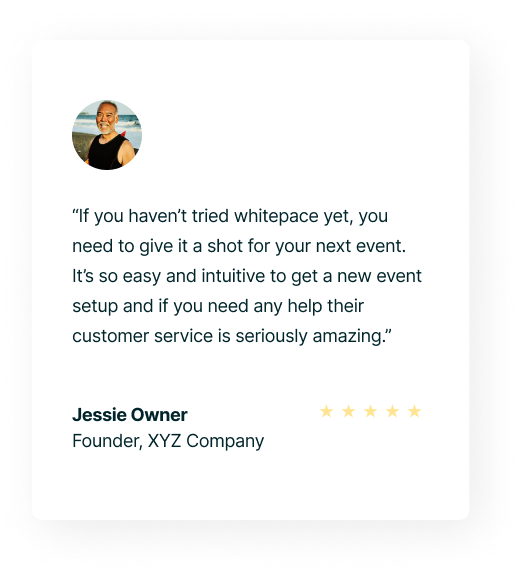 “If you haven’t tried whitepace yet, you
need to give it a shot for your next event.
It’s so easy and intuitive to get a new event
setup and if you need any help their
customer service is seriously amazing.”
Jessie Owner
Founder, XYZ Company